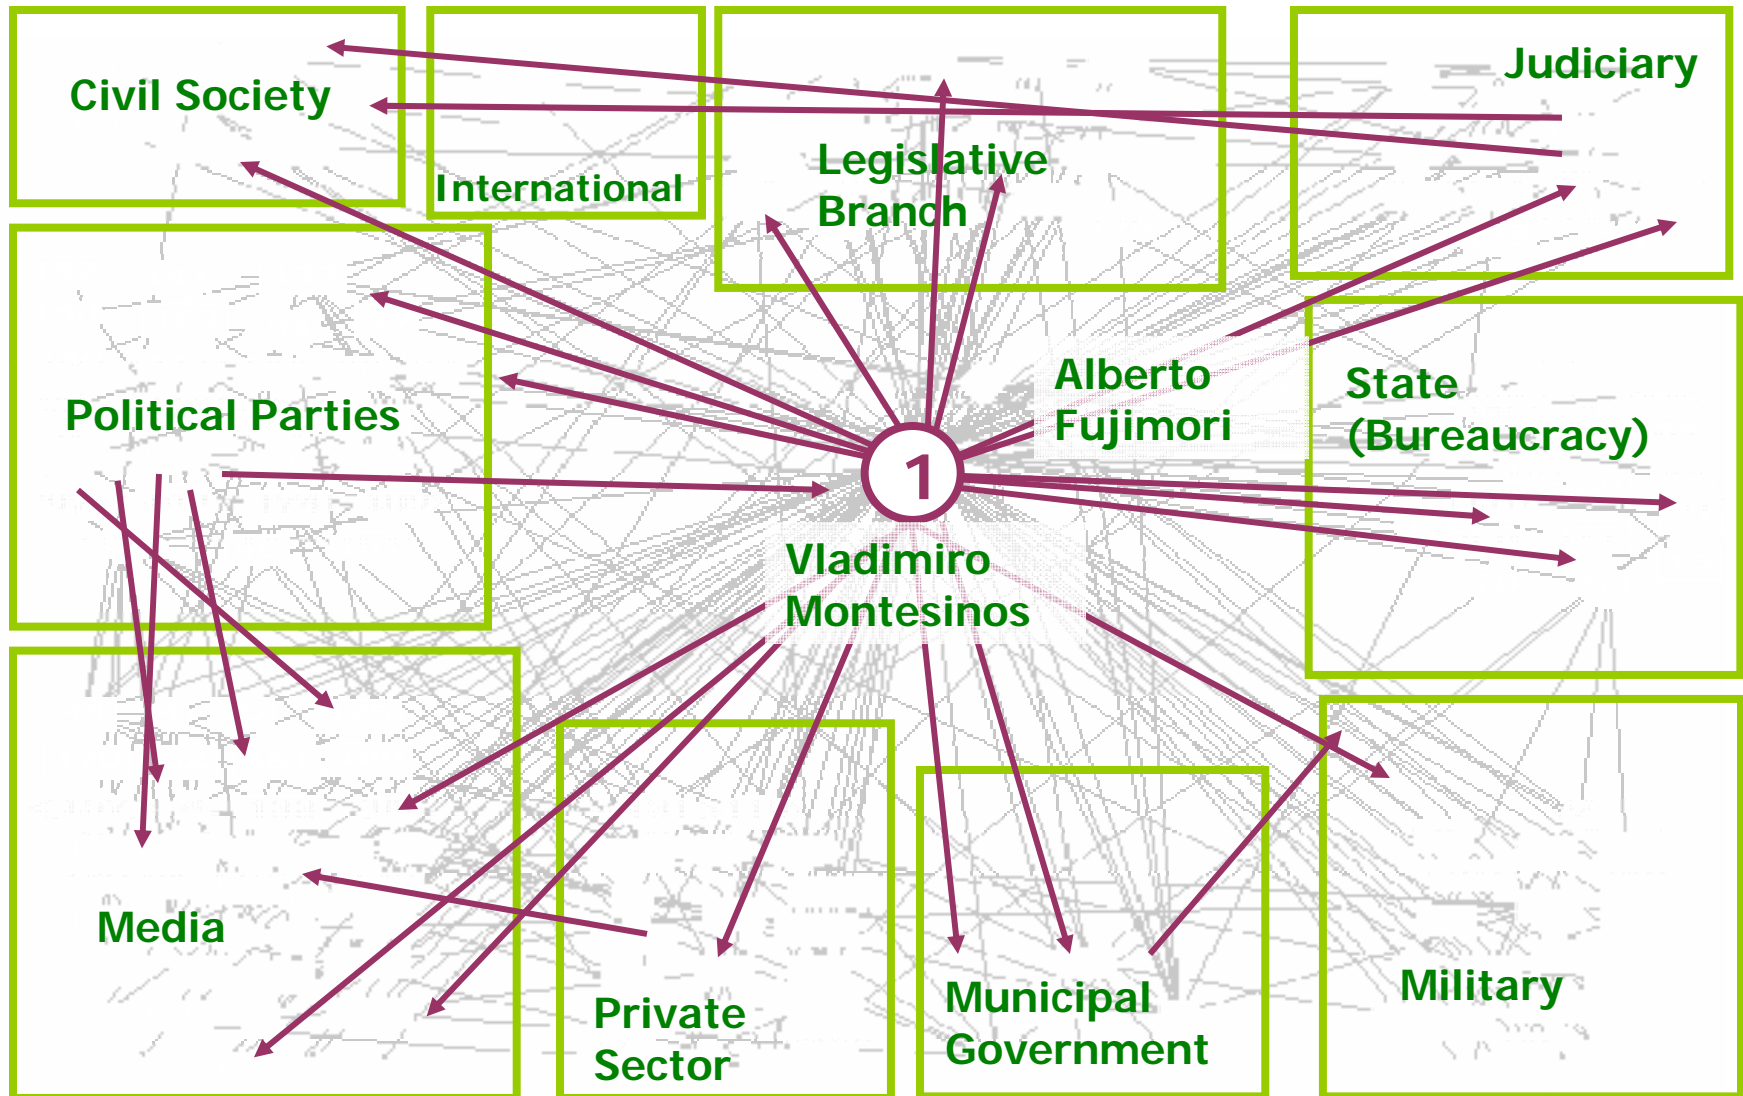 Civil Society
International
Legislative
Branch
Judiciary
Political Parties
Alberto
Fujimori
State
(Bureaucracy)
1
Vladimiro
Montesinos
Media
Private
Sector
Municipal
Government
Military